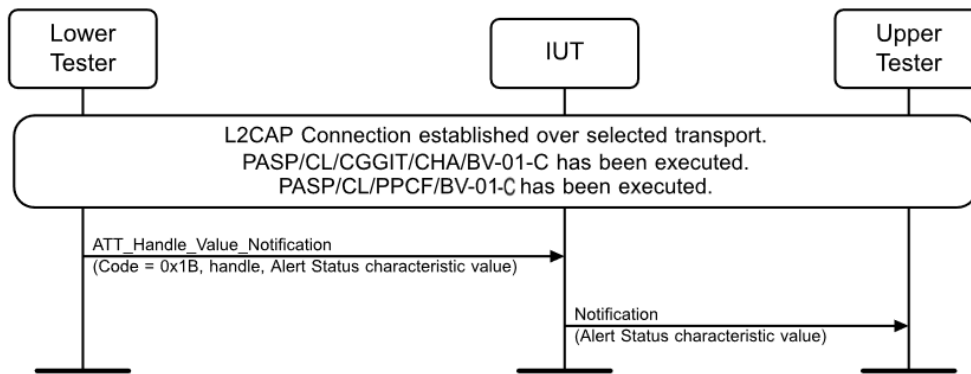 Lower
Tester
IUT
Upper
Tester
L2CAP Connection established over selected transport.
PASP/CL/CGGIT/CHA/BV-01-C has been executed.
PASP/CL/PPCF/BV-01-C has been executed.
ATT_Handle_Value_Notification
(Code = 0x1B, handle, Alert Status characteristic value)
Notification
(Alert Status characteristic value)